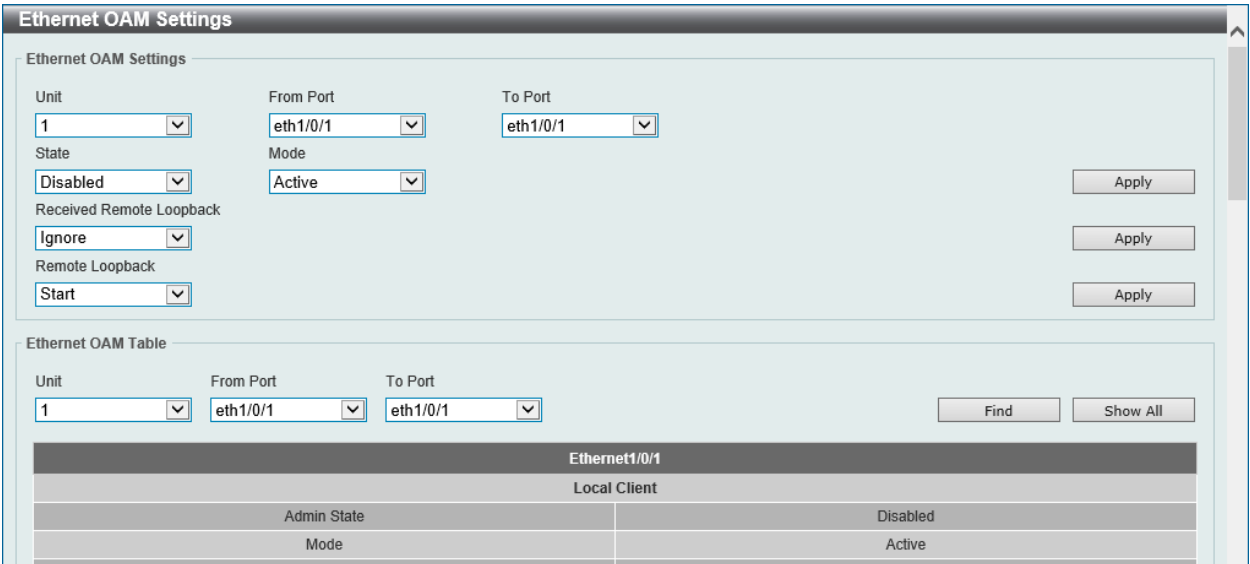 Ethernet OAM Settings
Ethernet OAM Settings
Unit From Port To Port
1 eth1/0/1 eth1/0/1
State Mode
Disabled Active Apply
Received Remote Loopback
Ignore Apply
Remote Loopback
Start Apply
Ethernet OAM Table
Unit From Port To Port
1 eth1/0/1 eth1/0/1 Find Show All
Ethernet1/0/1
Local Client
Admin State Disabled
Mode Active